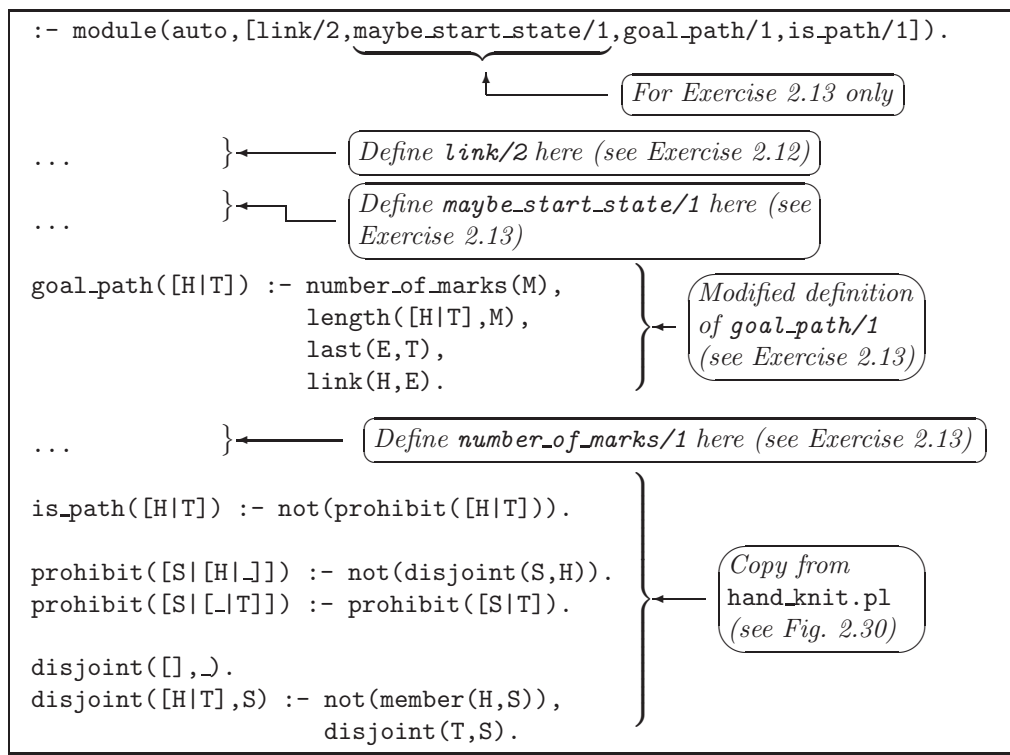 :- module(auto,[link/2,maybe_start_state/1,goal_path/1,is_path/1]).
For Exercise 2.13 only
... } Define link/2 here (see Exercise 2.12)
... } Define maybe_start_state/1 here (see
Exercise 2.13)
goal_path([H|T]) :- number_of_marks(M),
length([H|T],M),
last(E,T),
link(H,E).
Modified definition
of goal_path/1
(see Exercise 2.13)
... } Define number_of_marks/1 here (see Exercise 2.13)
is_path([H|T]) :- not(prohibit([H|T])).
prohibit([S|[H|_]]) :- not(disjoint(S,H)).
prohibit([S|[_|T]]) :- prohibit([S|T]).
disjoint([],_).
disjoint([H|T],S) :- not(member(H,S)),
disjoint(T,S).
Copy from
hand_knit.pl
(see Fig. 2.30)